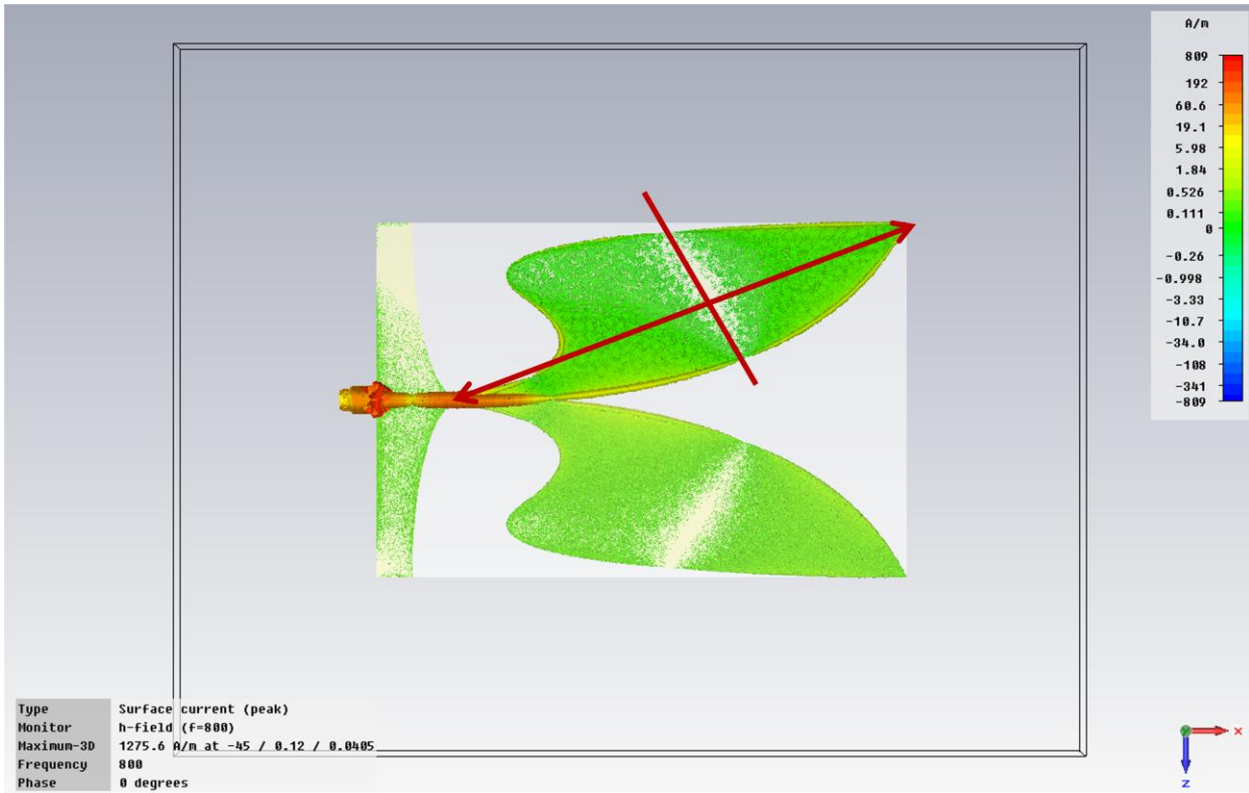 A/m
809
192
60.6
19.1
5.98
1.84
0.526
0.111
0
-0.26
-0.998
-3.33
-10.7
-34.0
-108
-341
-809
Type Surface current (peak)
Monitor h-field (f=800)
Maximum-3D 1275.6 A/m at -45 / 0.12 / 0.0405
Frequency 800
Phase 0 degrees
x
z